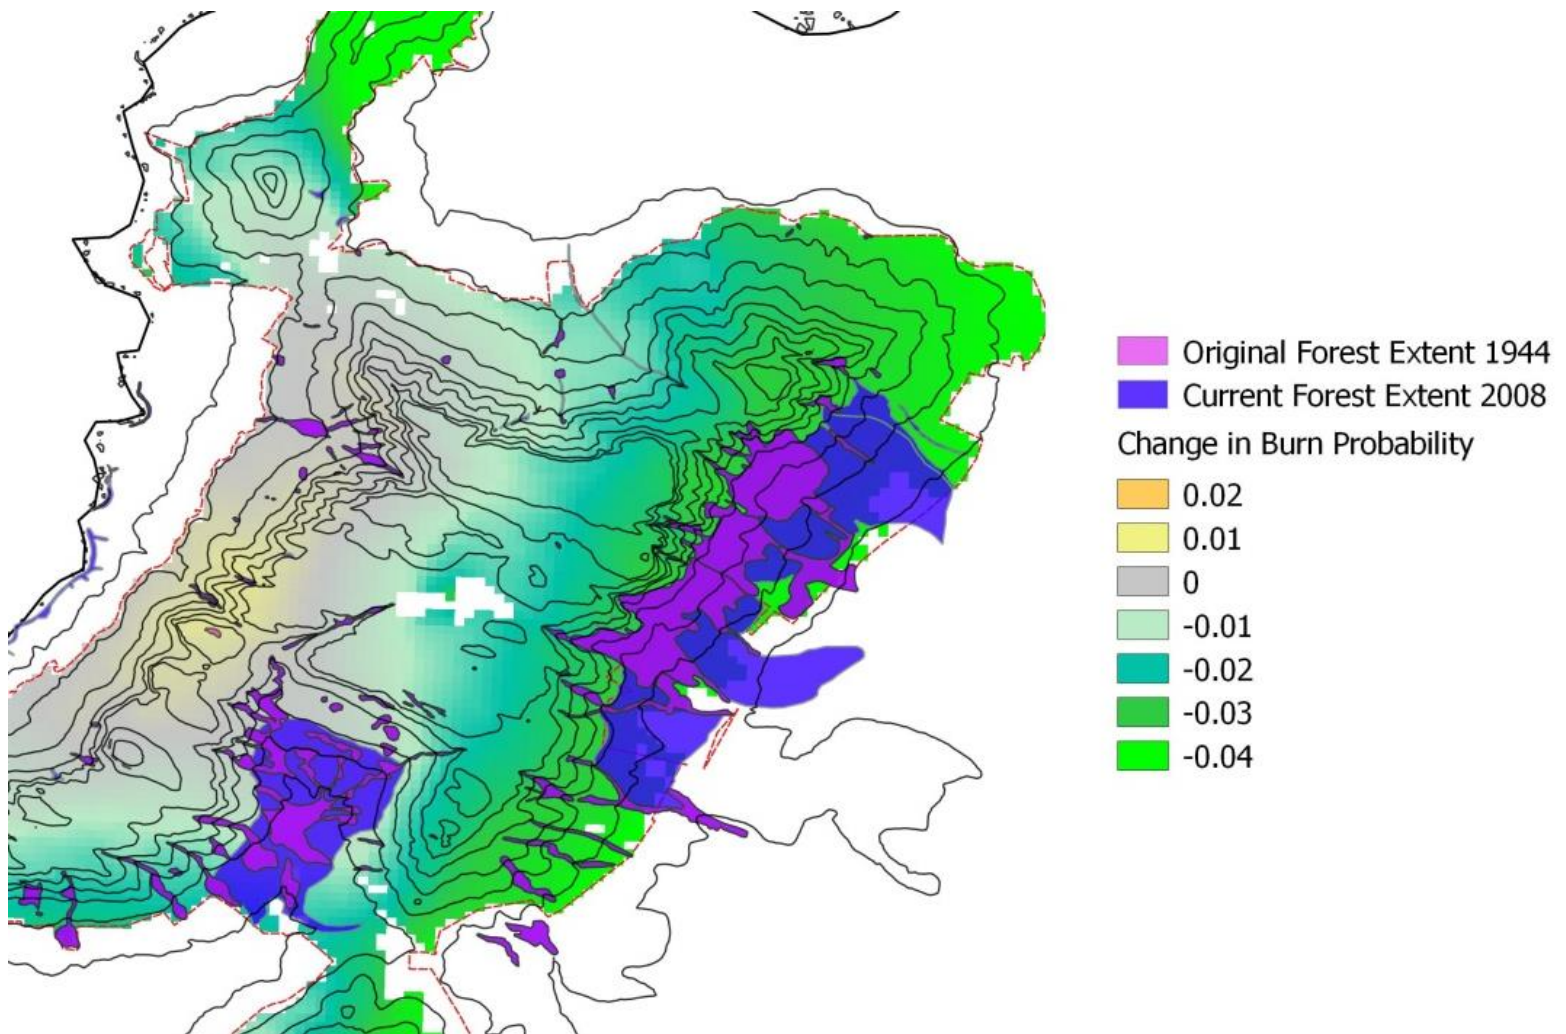 Original Forest Extent 1944
Current Forest Extent 2008
Change in Burn Probability
0.02
0.01
0
-0.01
-0.02
-0.03
-0.04